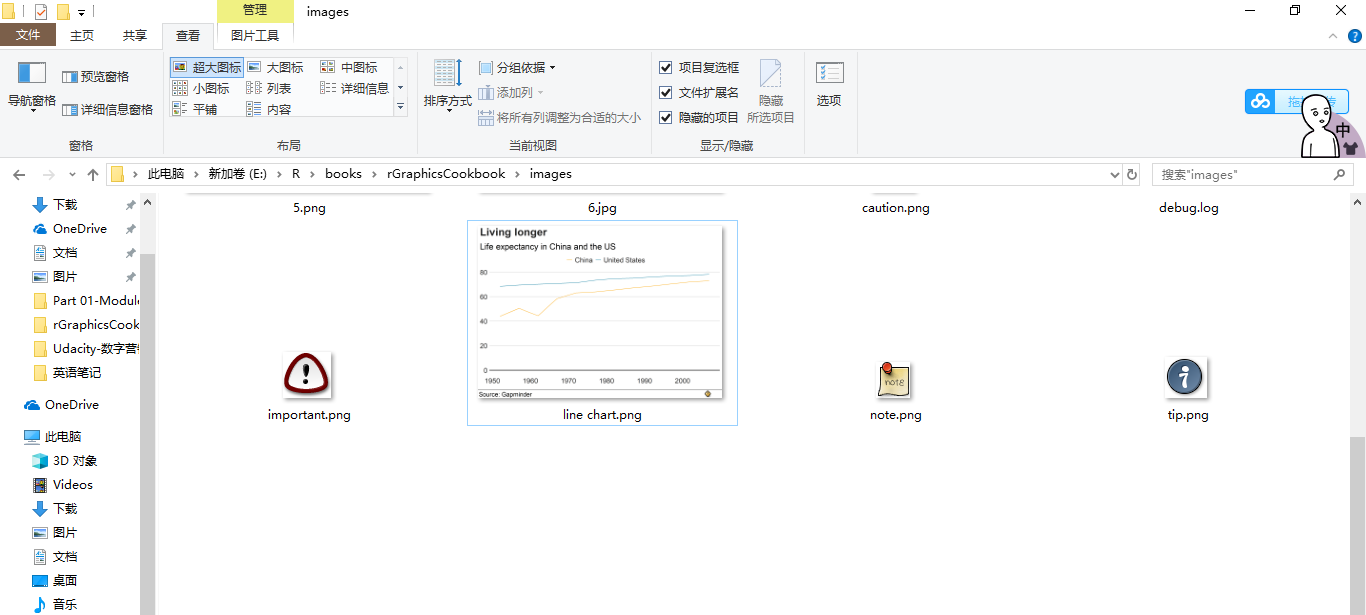 管理
images
文件
主页
共享
查看
图片工具
导航窗格
预览窗格
详细信息窗格
窗格
超大图标
大图标
中图标
小图标
列表
详细信息
平铺
内容
布局
排序方式
分组依据
添加列
将所有列调整为合适的大小
当前视图
项目复选框
文件扩展名
隐藏的项目
隐藏
所选项目
显示/隐藏
选项
中
此电脑 › 新加卷 (E:) › R › books › rGraphicsCookbook › images
搜索"images"
下载
OneDrive
文档
图片
Part 01-Module
rGraphicsCook
Udacity-数字营
英语笔记
OneDrive
此电脑
3D 对象
Videos
下载
图片
文档
桌面
音乐
5.png
6.jpg
caution.png
debug.log
Living longer
Life expectancy in China and the US
China
United States
80
60
40
20
0
1950 1960 1970 1980 1990 2000
Source: Gapminder
important.png
line chart.png
note
note.png
tip.png